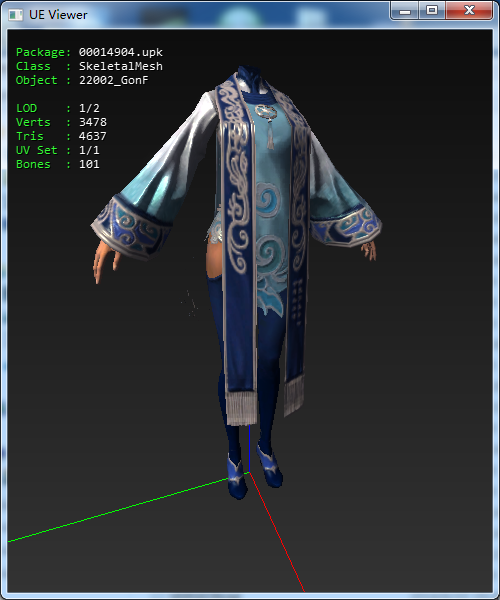 UE Viewer
Package: 00014904.upk
Class : SkeletalMesh
Object : 22002_GonF
LOD : 1/2
Verts : 3478
Tris : 4637
UV Set : 1/1
Bones : 101